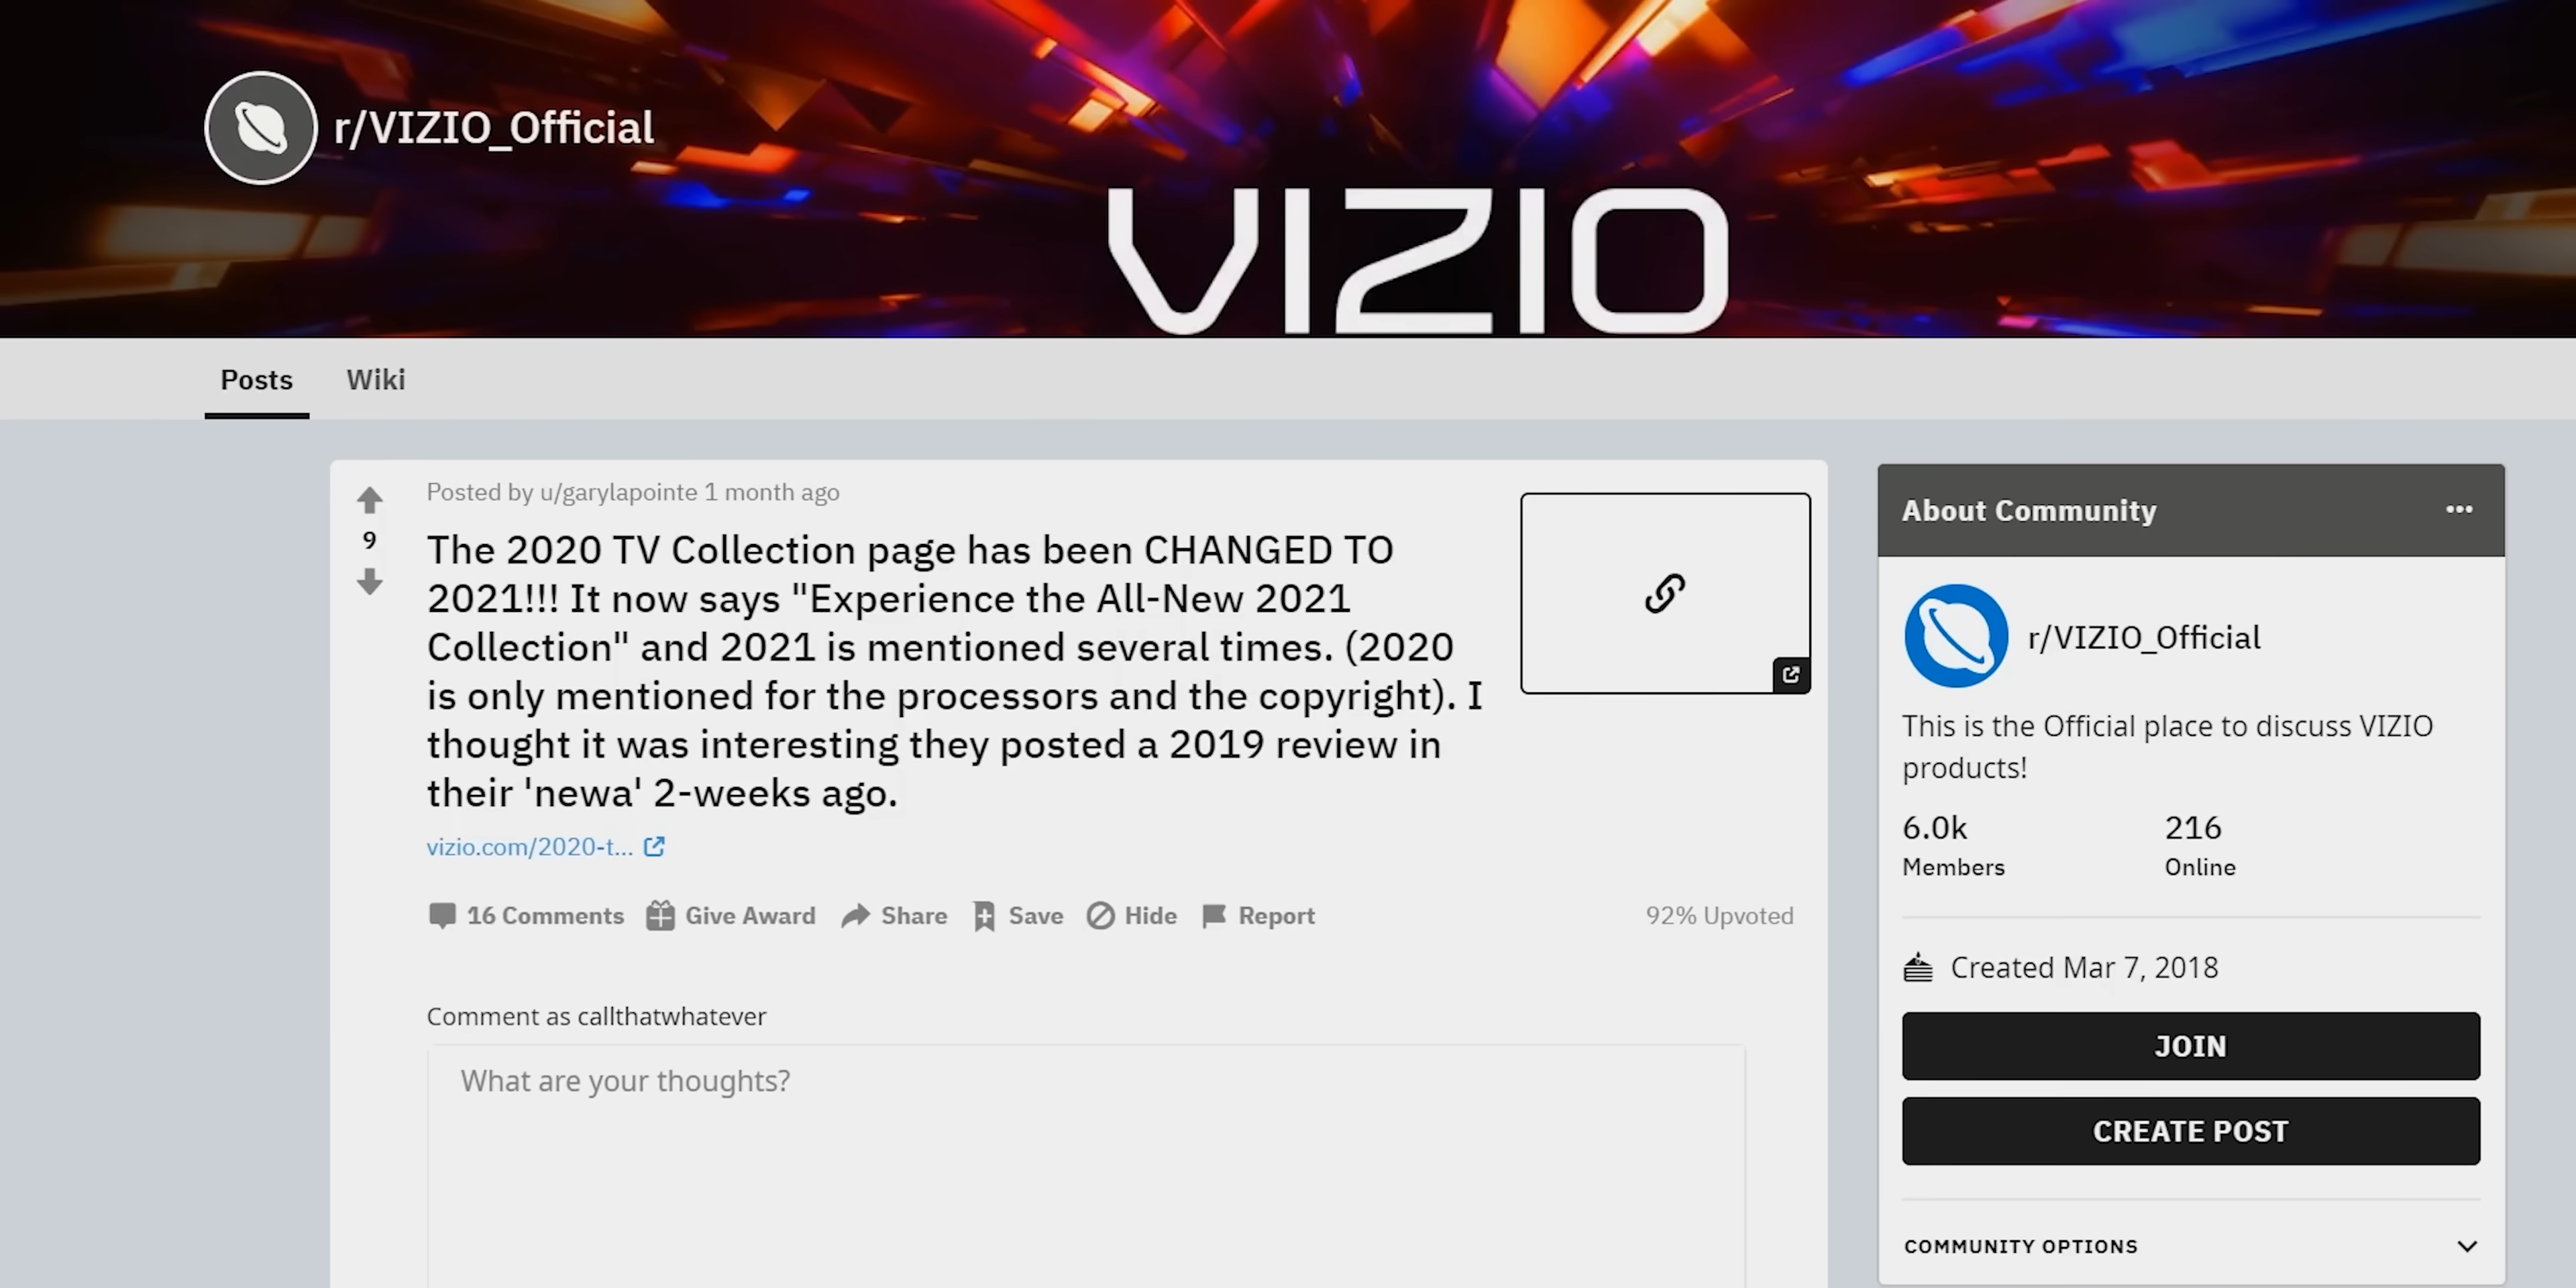 r/VIZIO_Official
VIZIO
Posts Wiki
Posted by u/garylapointe 1 month ago
9
The 2020 TV Collection page has been CHANGED TO
2021!!! It now says "Experience the All-New 2021
Collection" and 2021 is mentioned several times. (2020
is only mentioned for the processors and the copyright). I
thought it was interesting they posted a 2019 review in
their 'newa' 2-weeks ago.
vizio.com/2020-t...
16 Comments Give Award Share Save Hide Report 92% Upvoted
Comment as callthatwhatever
What are your thoughts?
About Community
r/VIZIO_Official
This is the Official place to discuss VIZIO
products!
6.0k 216
Members Online
Created Mar 7, 2018
JOIN
CREATE POST
COMMUNITY OPTIONS